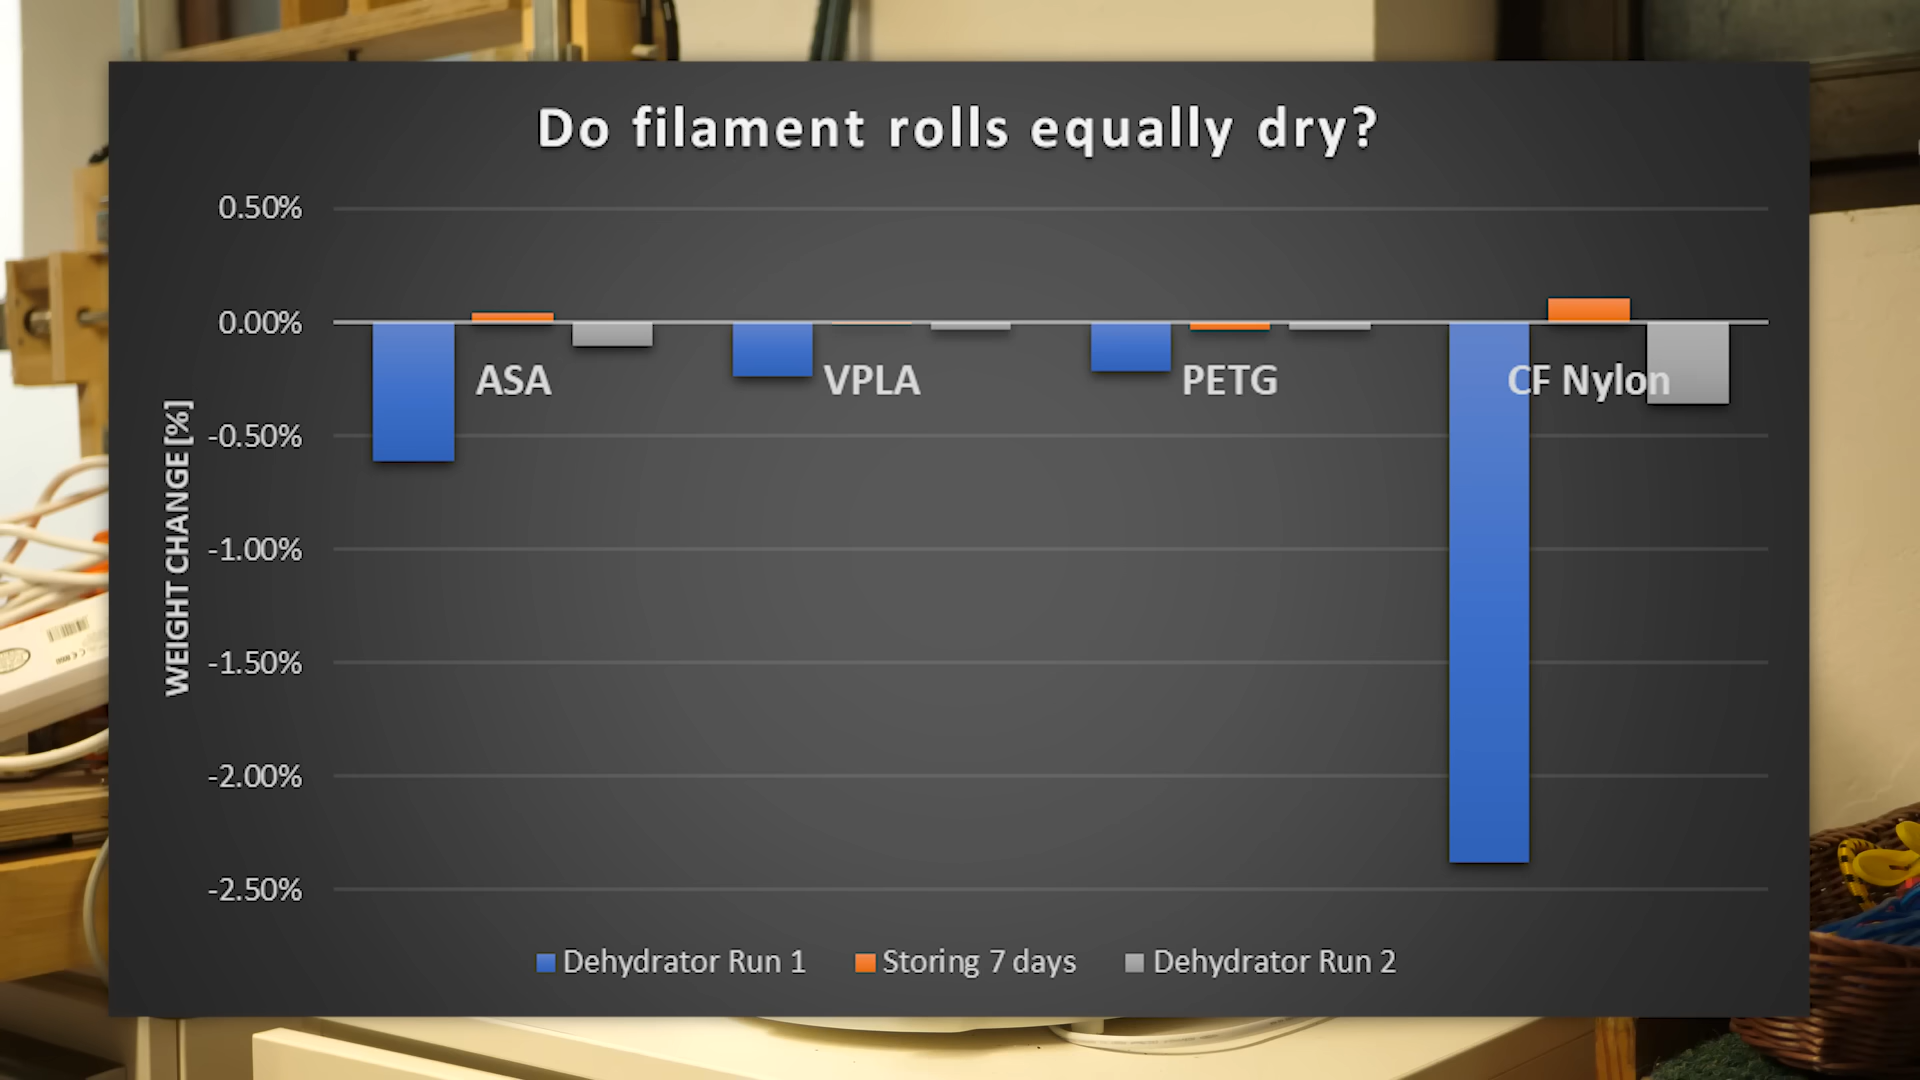 Do filament rolls equally dry?
0.50%
0.00%
-0.50%
-1.00%
-1.50%
-2.00%
-2.50%
WEIGHT CHANGE [%]
ASA
VPLA
PETG
CF Nylon
Dehydrator Run 1
Storing 7 days
Dehydrator Run 2